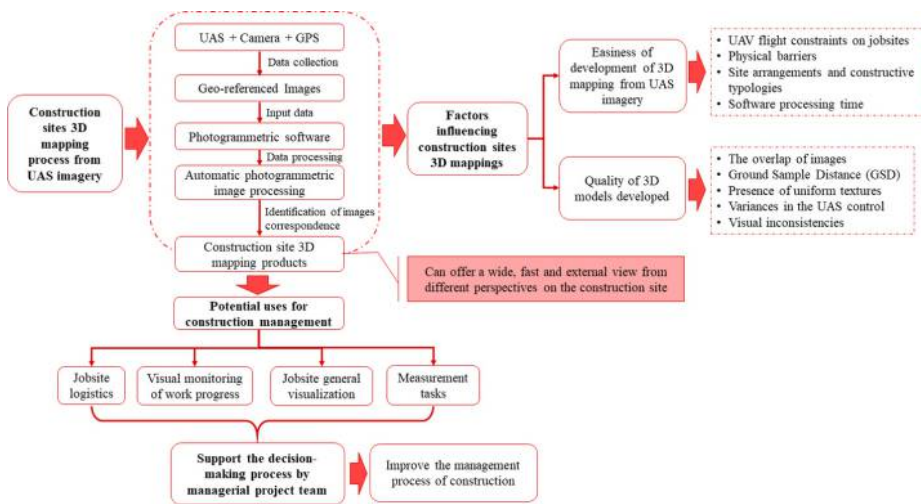 Construction
sites 3D
mapping
process from
UAS imagery
UAS + Camera + GPS
Data collection
Geo-referenced Images
Input data
Photogrammetric software
Data processing
Automatic photogrammetric
image processing
Identification of images
correspondence
Construction site 3D
mapping products
Factors
influencing
construction sites
3D mappings
Easiness of
development of 3D
mapping from UAS
imagery
• UAV flight constraints on jobsites
• Physical barriers
• Site arrangements and constructive
typologies
• Software processing time
Quality of 3D
models developed
• The overlap of images
• Ground Sample Distance (GSD)
• Presence of uniform textures
• Variances in the UAS control
• Visual inconsistencies
Can offer a wide, fast and external view from
different perspectives on the construction site
Potential uses for
construction management
Jobsite
logistics
Visual monitoring
of work progress
Jobsite general
visualization
Measurement
tasks
Support the decision-
making process by
managerial project team
Improve the management
process of construction